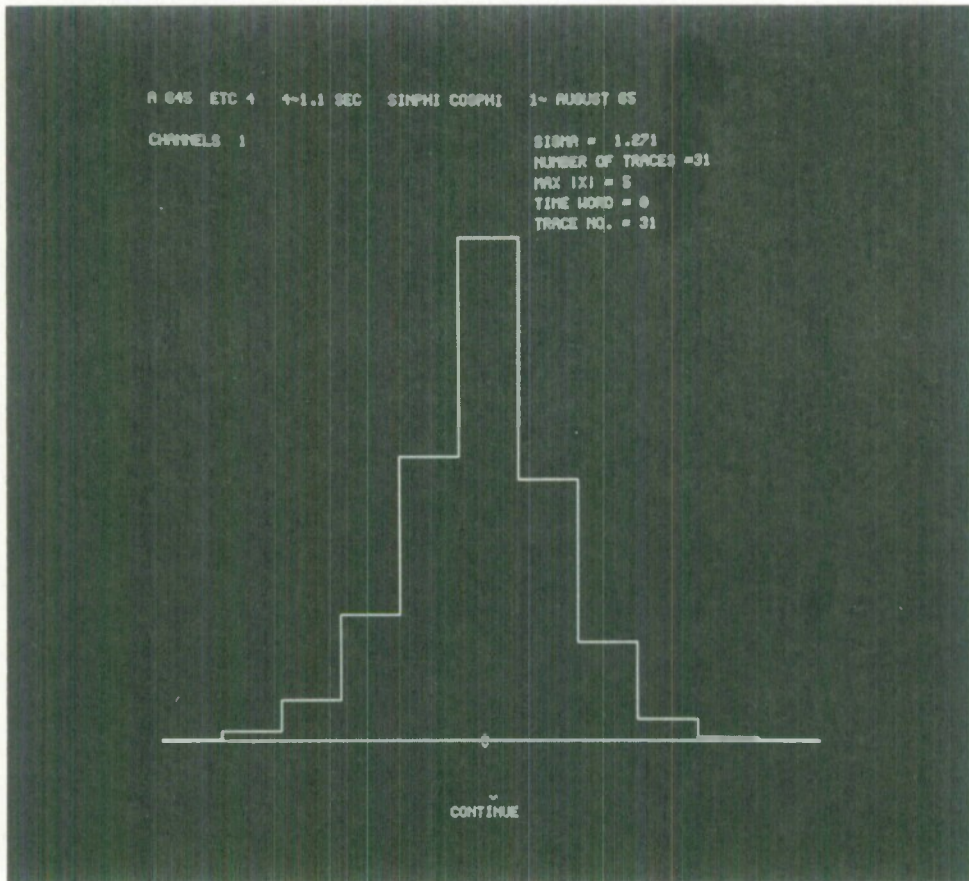 A 645 ETC 4 4~1.1 SEC SINPHI COSPHI 1~ AUGUST 65
CHANNELS 1
SIGMA = 1.271
NUMBER OF TRACES =31
MAX |X| = 5
TIME WORD = 0
TRACE NO. = 31
0
CONTINUE